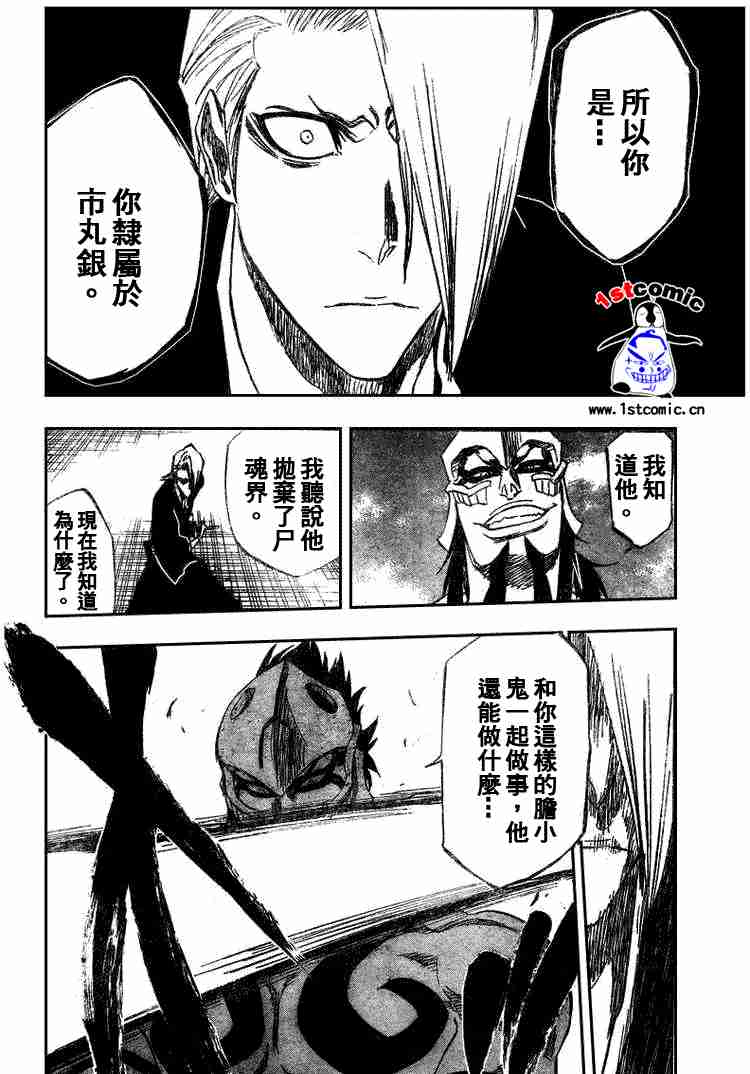 所以你
是…
你隸屬於
市丸銀。
1stcomic
www.1stcomic.cn
我知
道他。
我聽說他
拋棄了尸
魂界。
現在我知道
為什麼了。
和你這樣的膽小
鬼一起做事，他
還能做什麼…